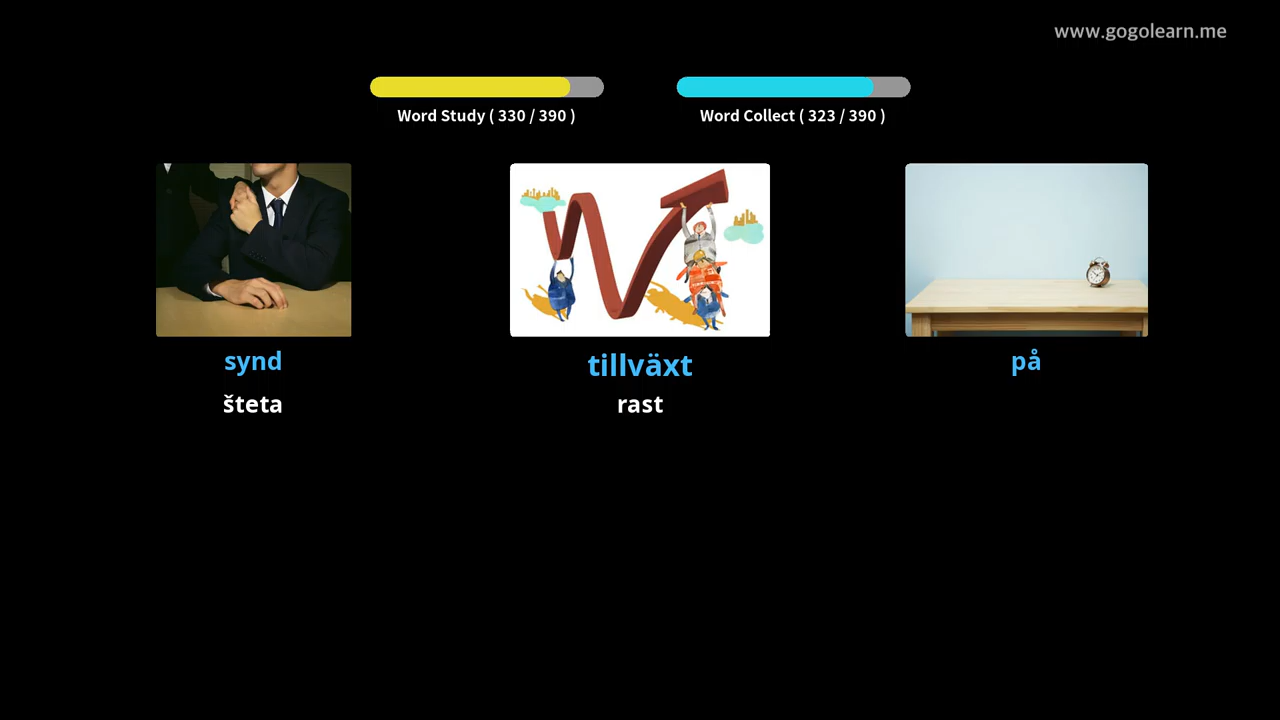 www.gogolearn.me
Word Study ( 330 / 390 )
Word Collect ( 323 / 390 )
synd
tillväxt
på
šteta
rast